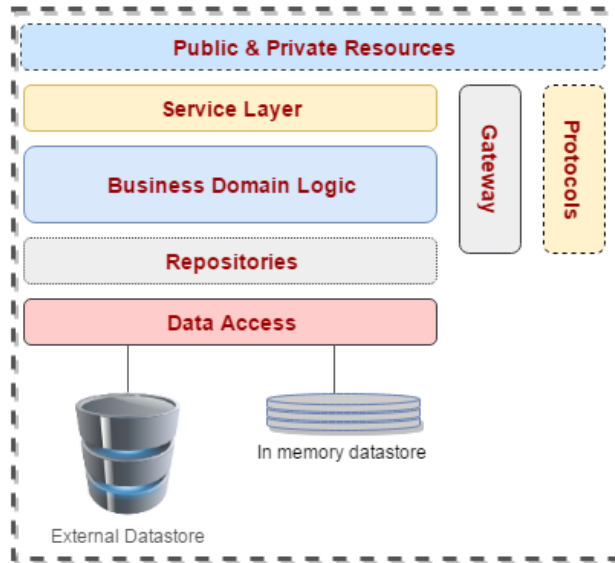 Public & Private Resources
Service Layer
Business Domain Logic
Repositories
Data Access
Gateway
Protocols
In memory datastore
External Datastore